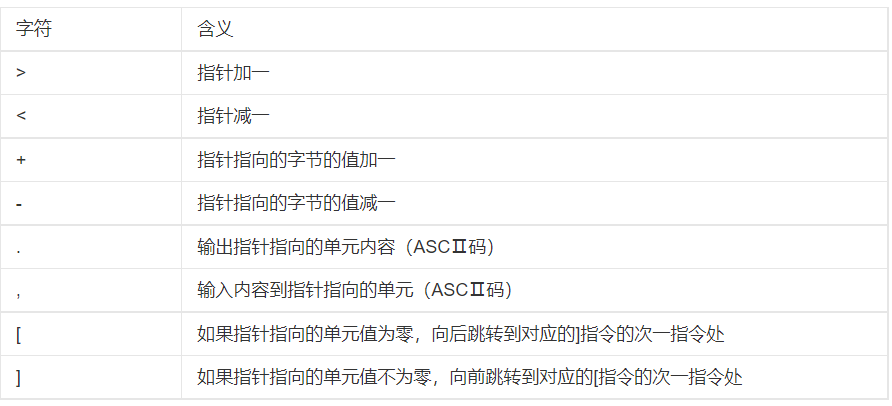 字符 含义
> 指针加一
< 指针减一
+ 指针指向的字节的值加一
- 指针指向的字节的值减一
. 输出指针指向的单元内容（ASCⅡ码）
, 输入内容到指针指向的单元（ASCⅡ码）
[ 如果指针指向的单元值为零，向后跳转到对应的]指令的次一指令处
] 如果指针指向的单元值不为零，向前跳转到对应的[指令的次一指令处